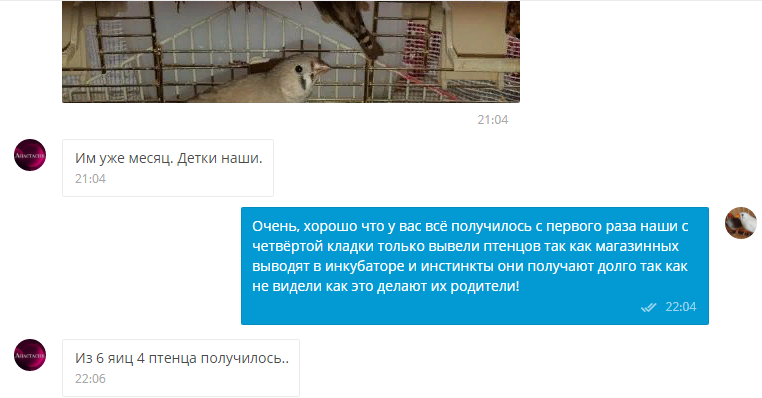 21:04
Анастасия
Им уже месяц. Детки наши.
21:04
Очень, хорошо что у вас всё получилось с первого раза наши с
четвёртой кладки только вывели птенцов так как магазинных
выводят в инкубаторе и инстинкты они получают долго так как
не видели как это делают их родители!
22:04
Анастасия
Из 6 яиц 4 птенца получилось..
22:06